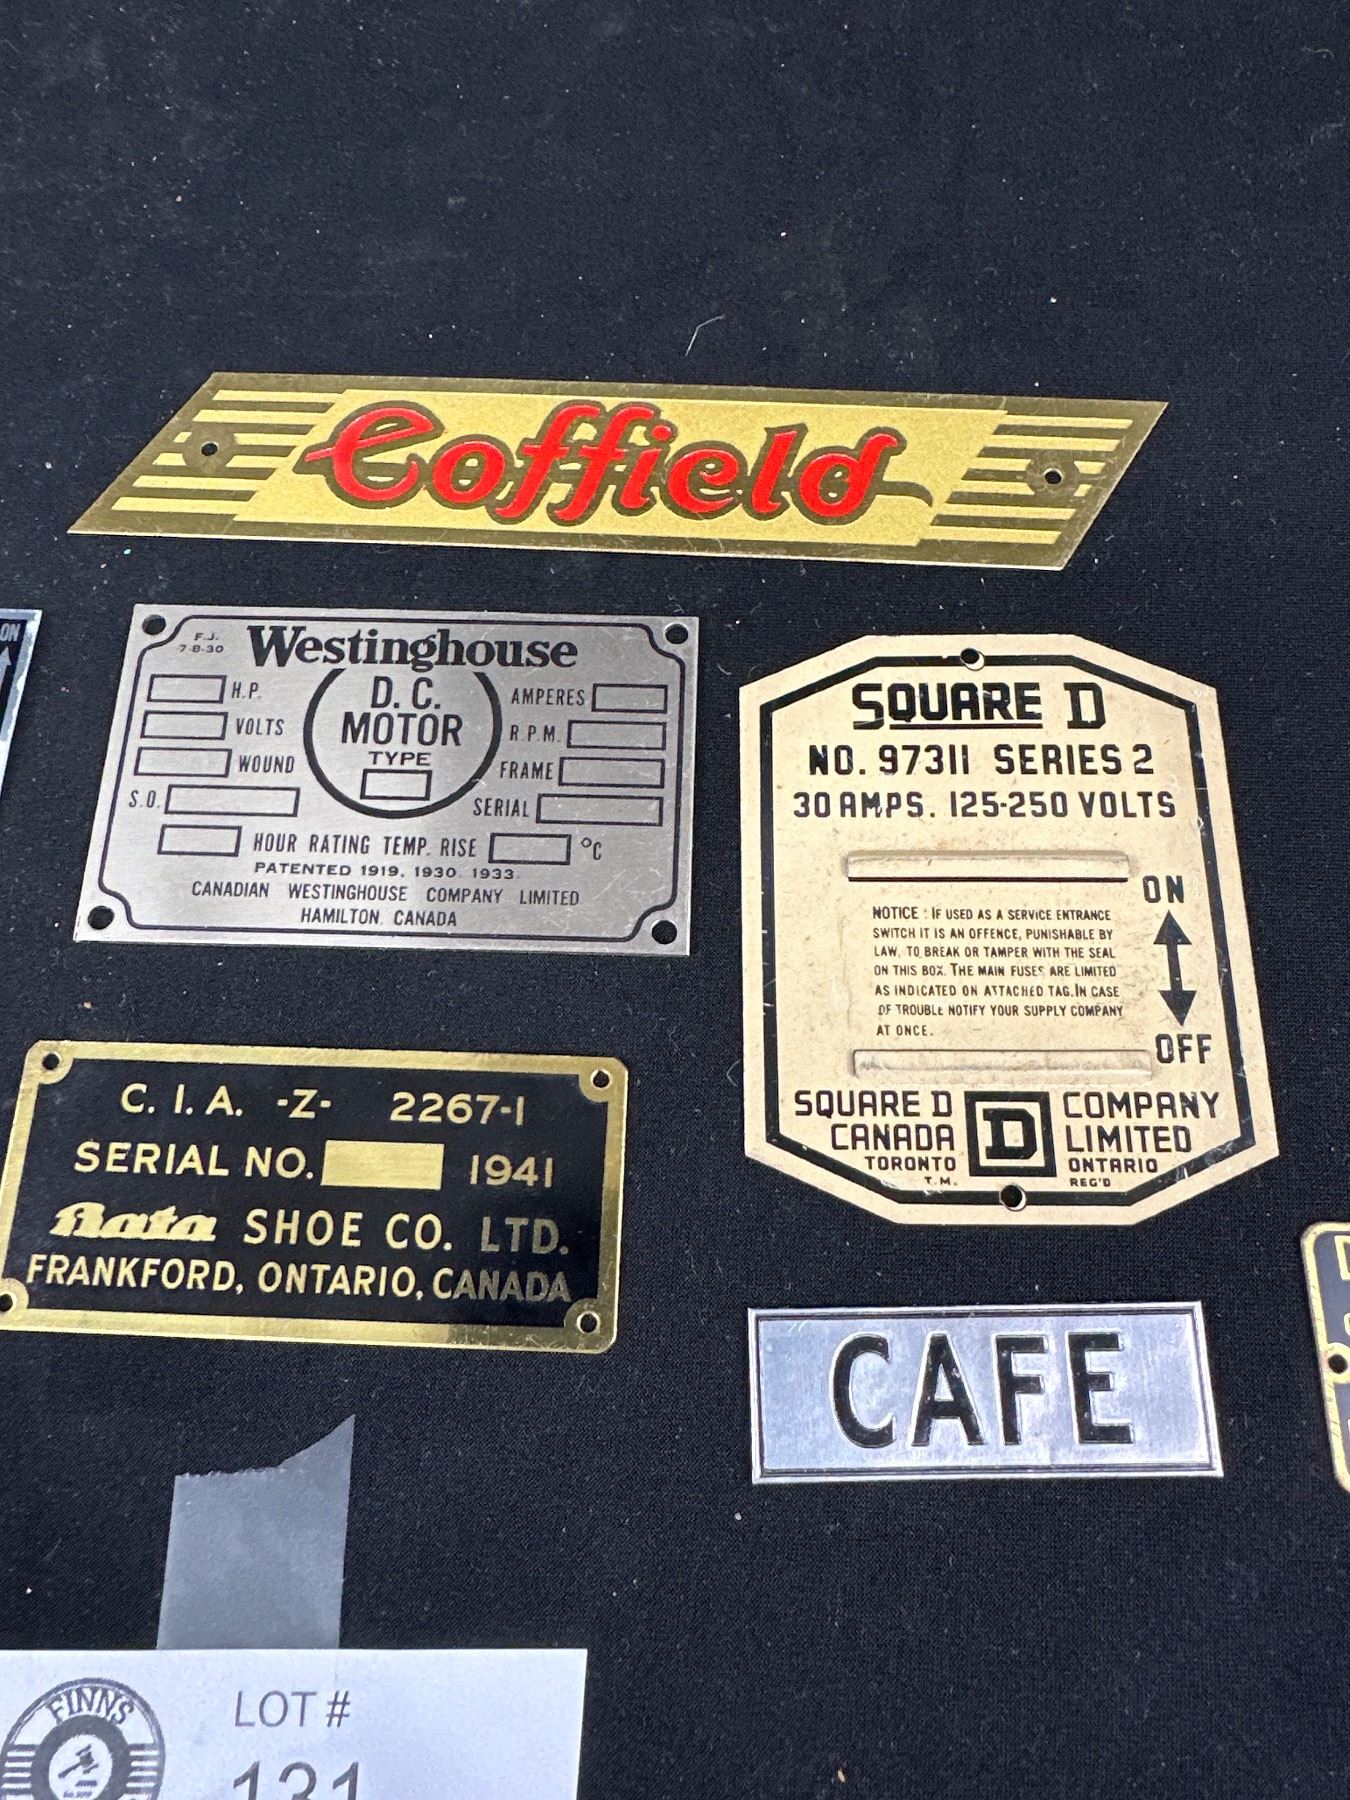 Coffield
ON
F.J.
7-8-30
Westinghouse
D.C.
MOTOR
TYPE
H.P.
VOLTS
WOUND
S.O.
AMPERES
R.P.M.
FRAME
SERIAL
HOUR RATING TEMP. RISE °C
PATENTED 1919, 1930, 1933
CANADIAN WESTINGHOUSE COMPANY LIMITED
HAMILTON, CANADA
SQUARE D
NO. 97311 SERIES 2
30 AMPS. 125-250 VOLTS
ON
NOTICE: IF USED AS A SERVICE ENTRANCE
SWITCH IT IS AN OFFENCE, PUNISHABLE BY
LAW, TO BREAK OR TAMPER WITH THE SEAL
ON THIS BOX. THE MAIN FUSES ARE LIMITED
AS INDICATED ON ATTACHED TAG. IN CASE
OF TROUBLE NOTIFY YOUR SUPPLY COMPANY
AT ONCE.
OFF
SQUARE D D COMPANY
CANADA LIMITED
TORONTO ONTARIO
T.M. REG'D
C.I.A. -Z- 2267-1
SERIAL NO. 1941
Bata SHOE CO. LTD.
FRANKFORD, ONTARIO, CANADA
CAFE
FINNS
LOT #
131